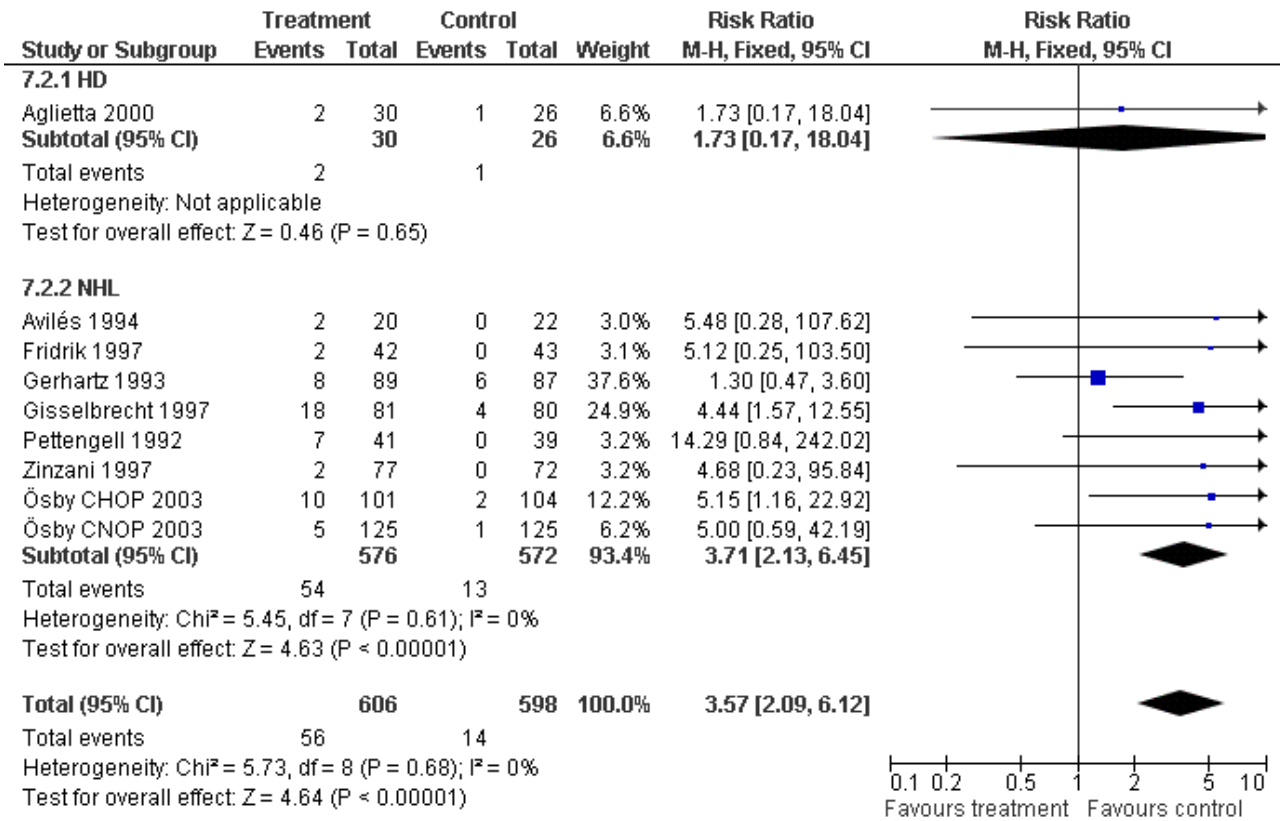 Treatment Control Risk Ratio Risk Ratio
Study or Subgroup Events Total Events Total Weight M-H, Fixed, 95% CI M-H, Fixed, 95% CI
7.2.1 HD
Aglietta 2000 2 30 1 26 6.6% 1.73 [0.17, 18.04]
Subtotal (95% CI) 30 26 6.6% 1.73 [0.17, 18.04]
Total events 2 1
Heterogeneity: Not applicable
Test for overall effect: Z = 0.46 (P = 0.65)
7.2.2 NHL
Avilés 1994 2 20 0 22 3.0% 5.48 [0.28, 107.62]
Fridrik 1997 2 42 0 43 3.1% 5.12 [0.25, 103.50]
Gerhartz 1993 8 89 6 87 37.6% 1.30 [0.47, 3.60]
Gisselbrecht 1997 18 81 4 80 24.9% 4.44 [1.57, 12.55]
Pettengell 1992 7 41 0 39 3.2% 14.29 [0.84, 242.02]
Zinzani 1997 2 77 0 72 3.2% 4.68 [0.23, 95.84]
Ösby CHOP 2003 10 101 2 104 12.2% 5.15 [1.16, 22.92]
Ösby CNOP 2003 5 125 1 125 6.2% 5.00 [0.59, 42.19]
Subtotal (95% CI) 576 572 93.4% 3.71 [2.13, 6.45]
Total events 54 13
Heterogeneity: Chi² = 5.45, df = 7 (P = 0.61); I² = 0%
Test for overall effect: Z = 4.63 (P < 0.00001)
Total (95% CI) 606 598 100.0% 3.57 [2.09, 6.12]
Total events 56 14
Heterogeneity: Chi² = 5.73, df = 8 (P = 0.68); I² = 0%
Test for overall effect: Z = 4.64 (P < 0.00001)
0.1 0.2 0.5 1 2 5 10
Favours treatment Favours control